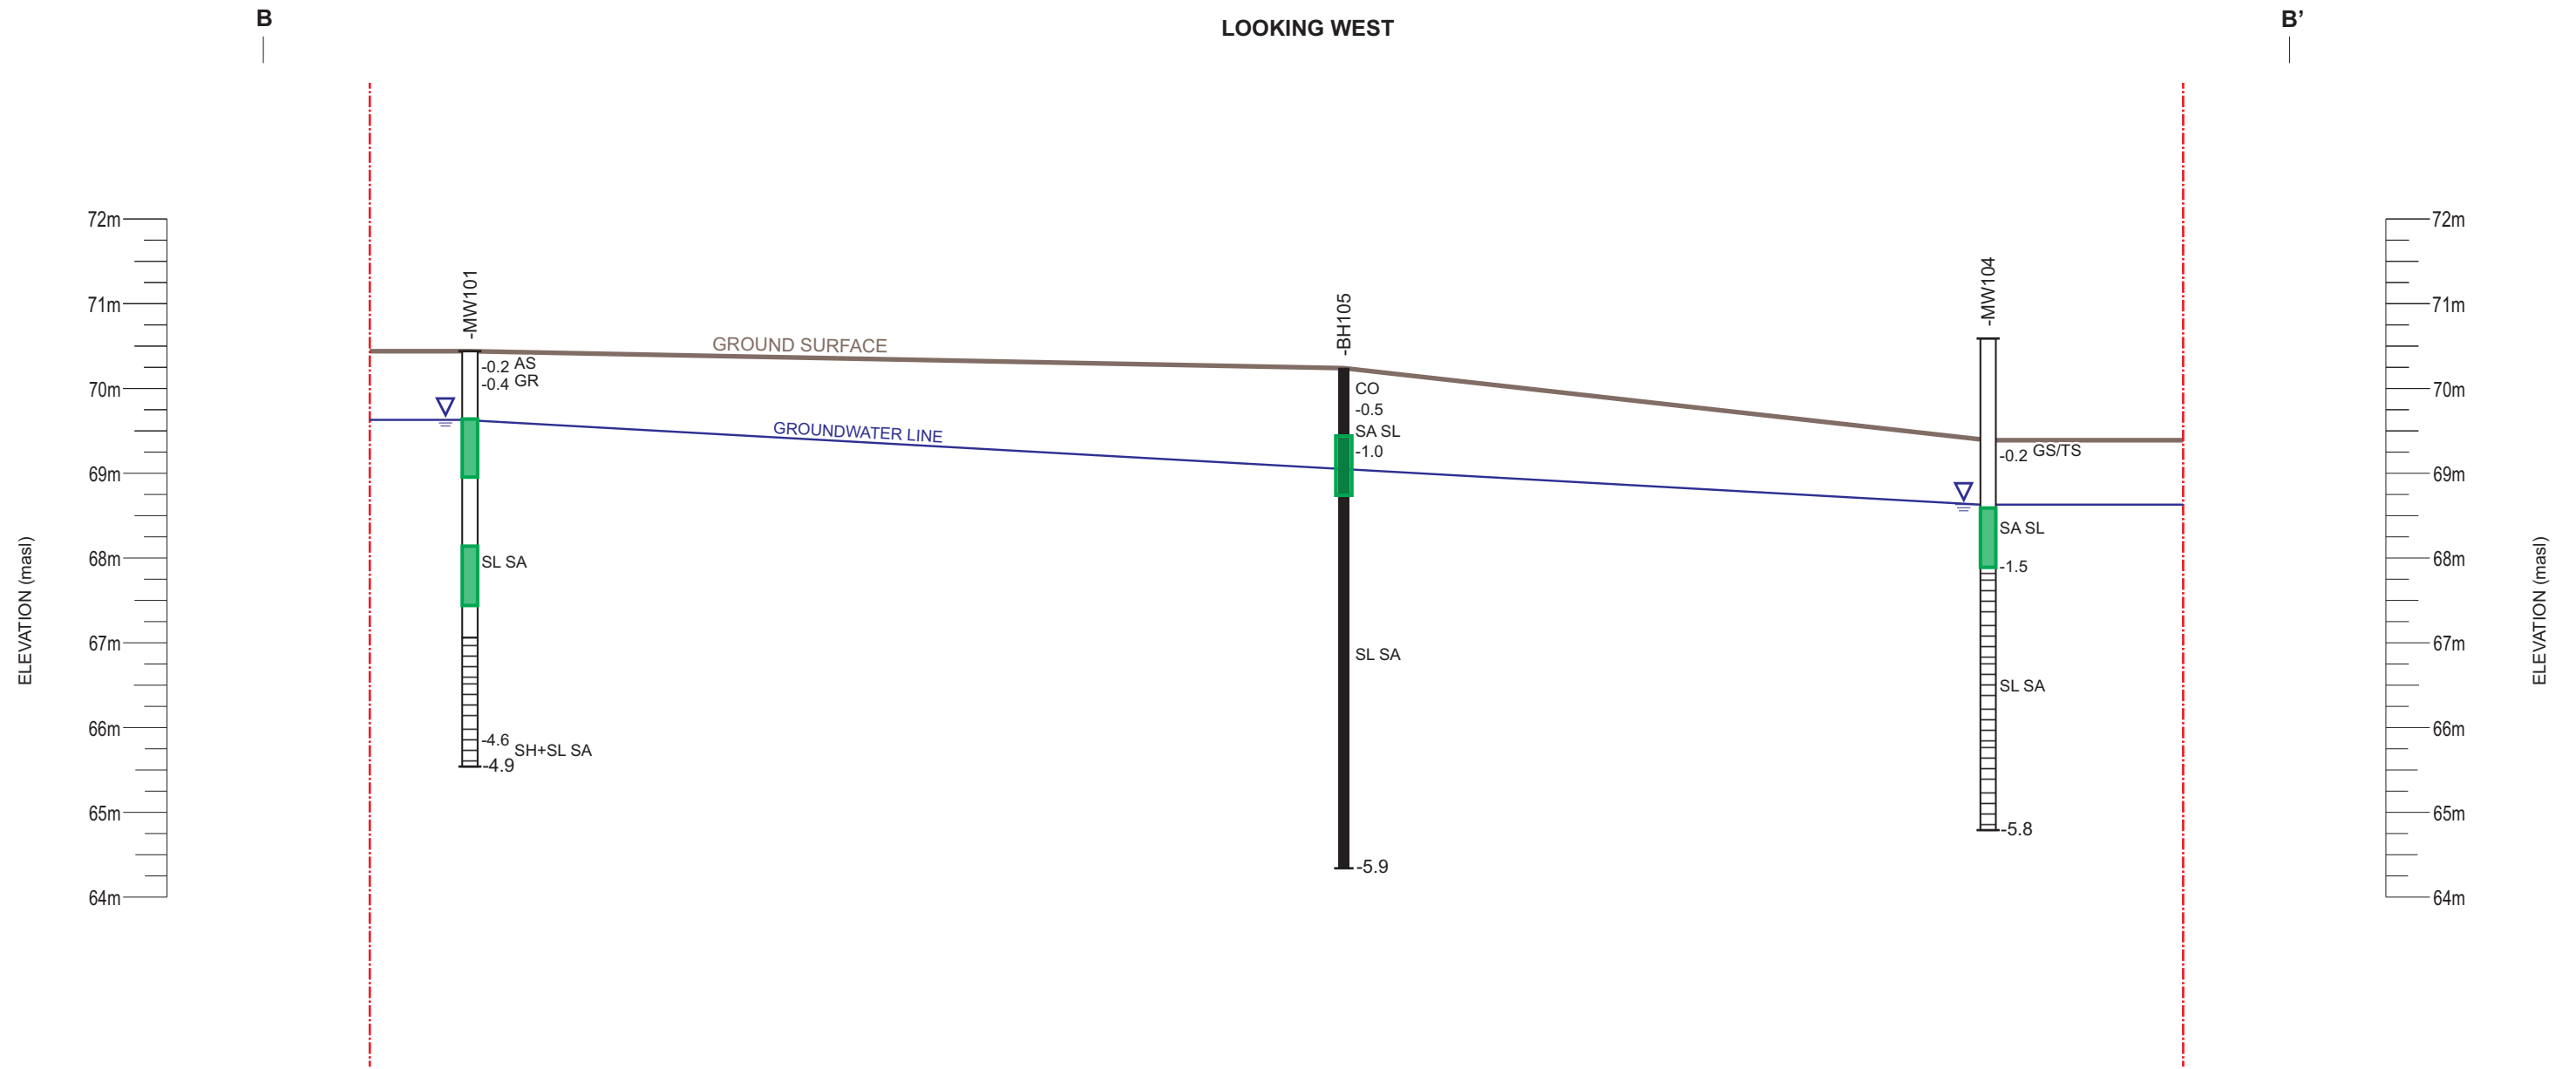 B
LOOKING WEST
B’
72m
71m
70m
69m
68m
67m
66m
65m
64m
ELEVATION (masl)
-MW101
GROUND SURFACE
-0.2 AS
-0.4 GR
GROUNDWATER LINE
SL SA
-4.6 SH+SL SA
-4.9
-BH105
CO
-0.5
SA SL
-1.0
SL SA
-5.9
-MW104
-0.2 GS/TS
SA SL
-1.5
SL SA
-5.8
72m
71m
70m
69m
68m
67m
66m
65m
64m
ELEVATION (masl)